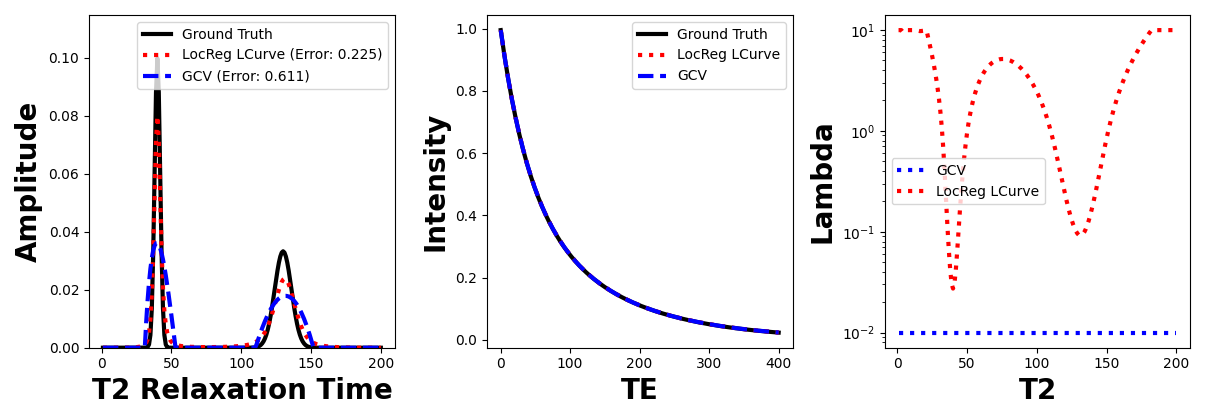 Ground Truth
LocReg LCurve (Error: 0.225)
GCV (Error: 0.611)
0.10
0.08
0.06
0.04
0.02
0.00
0 50 100 150 200
Amplitude
T2 Relaxation Time
Ground Truth
LocReg LCurve
GCV
1.0
0.8
0.6
0.4
0.2
0.0
0 100 200 300 400
Intensity
TE
GCV
LocReg LCurve
10¹
10⁰
10⁻¹
10⁻²
0 50 100 150 200
Lambda
T2